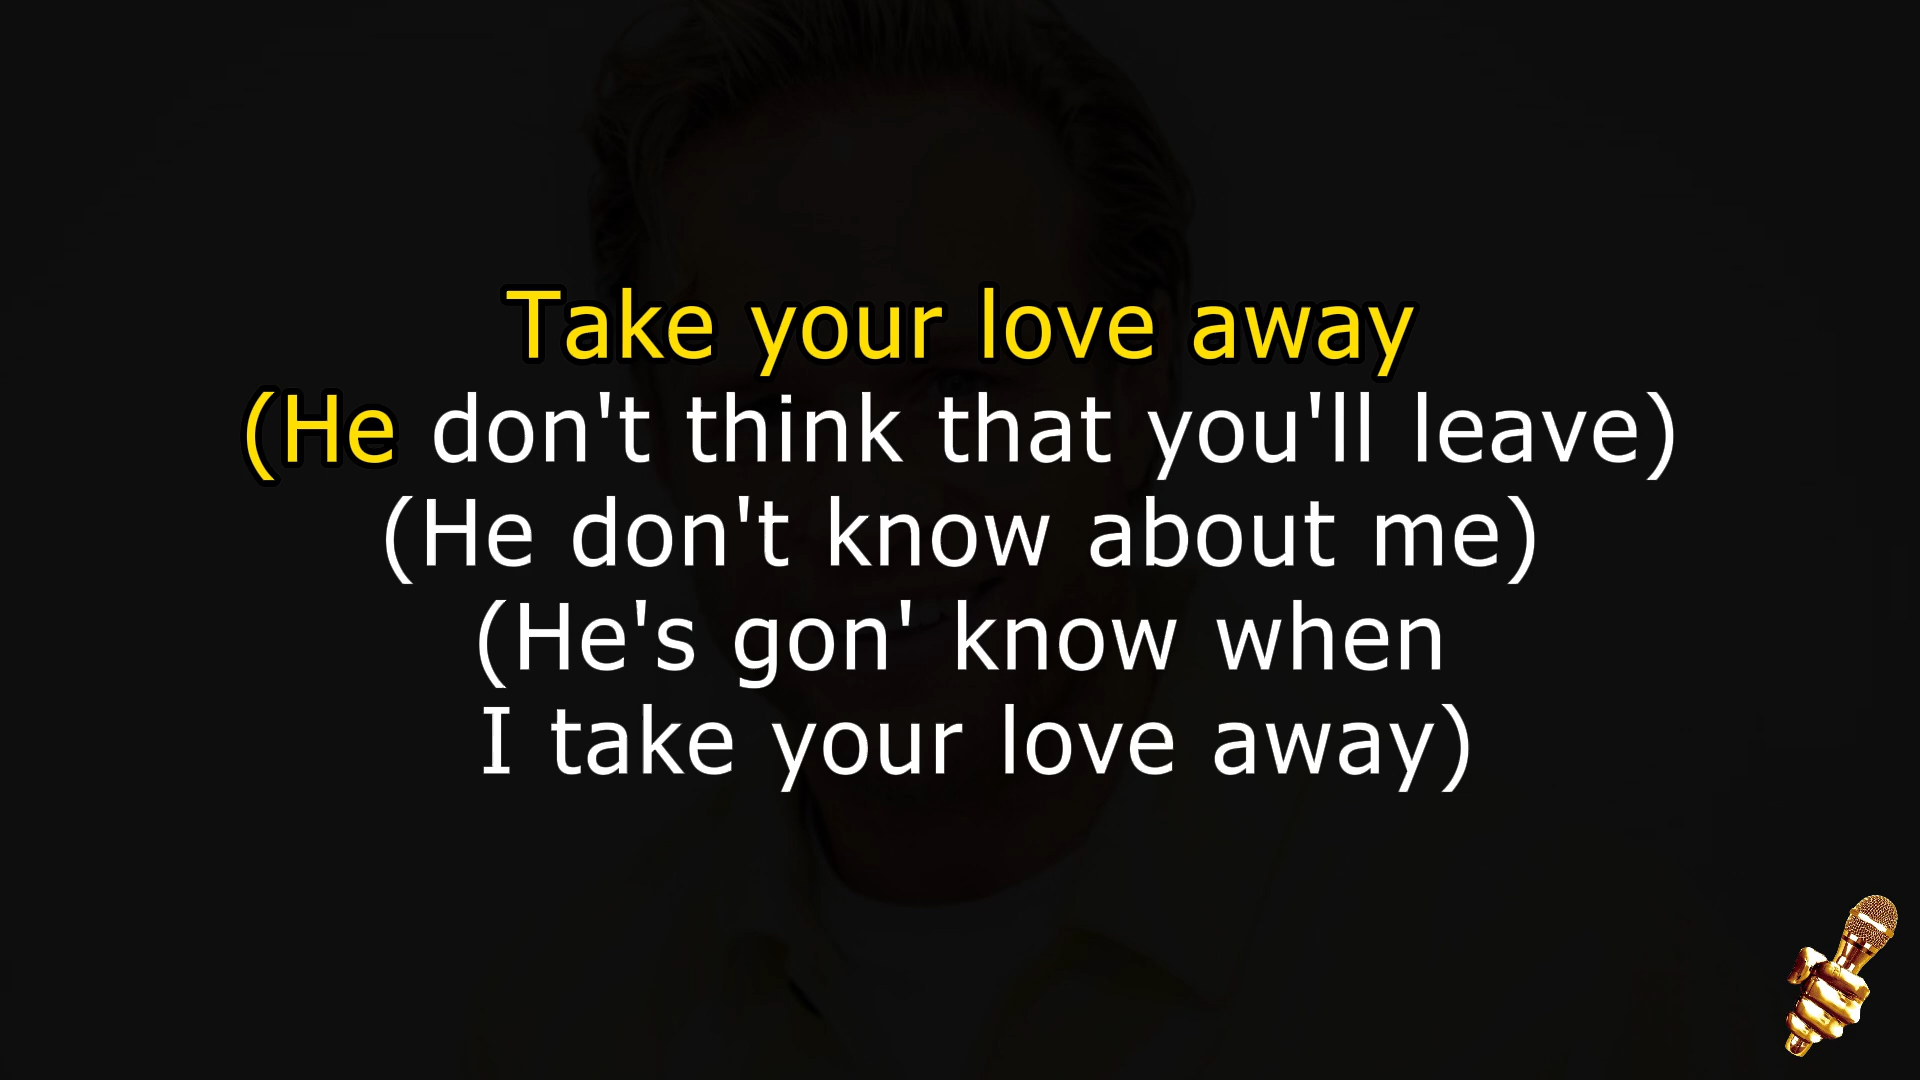 Take your love away
(He don't think that you'll leave)
(He don't know about me)
(He's gon' know when
I take your love away)